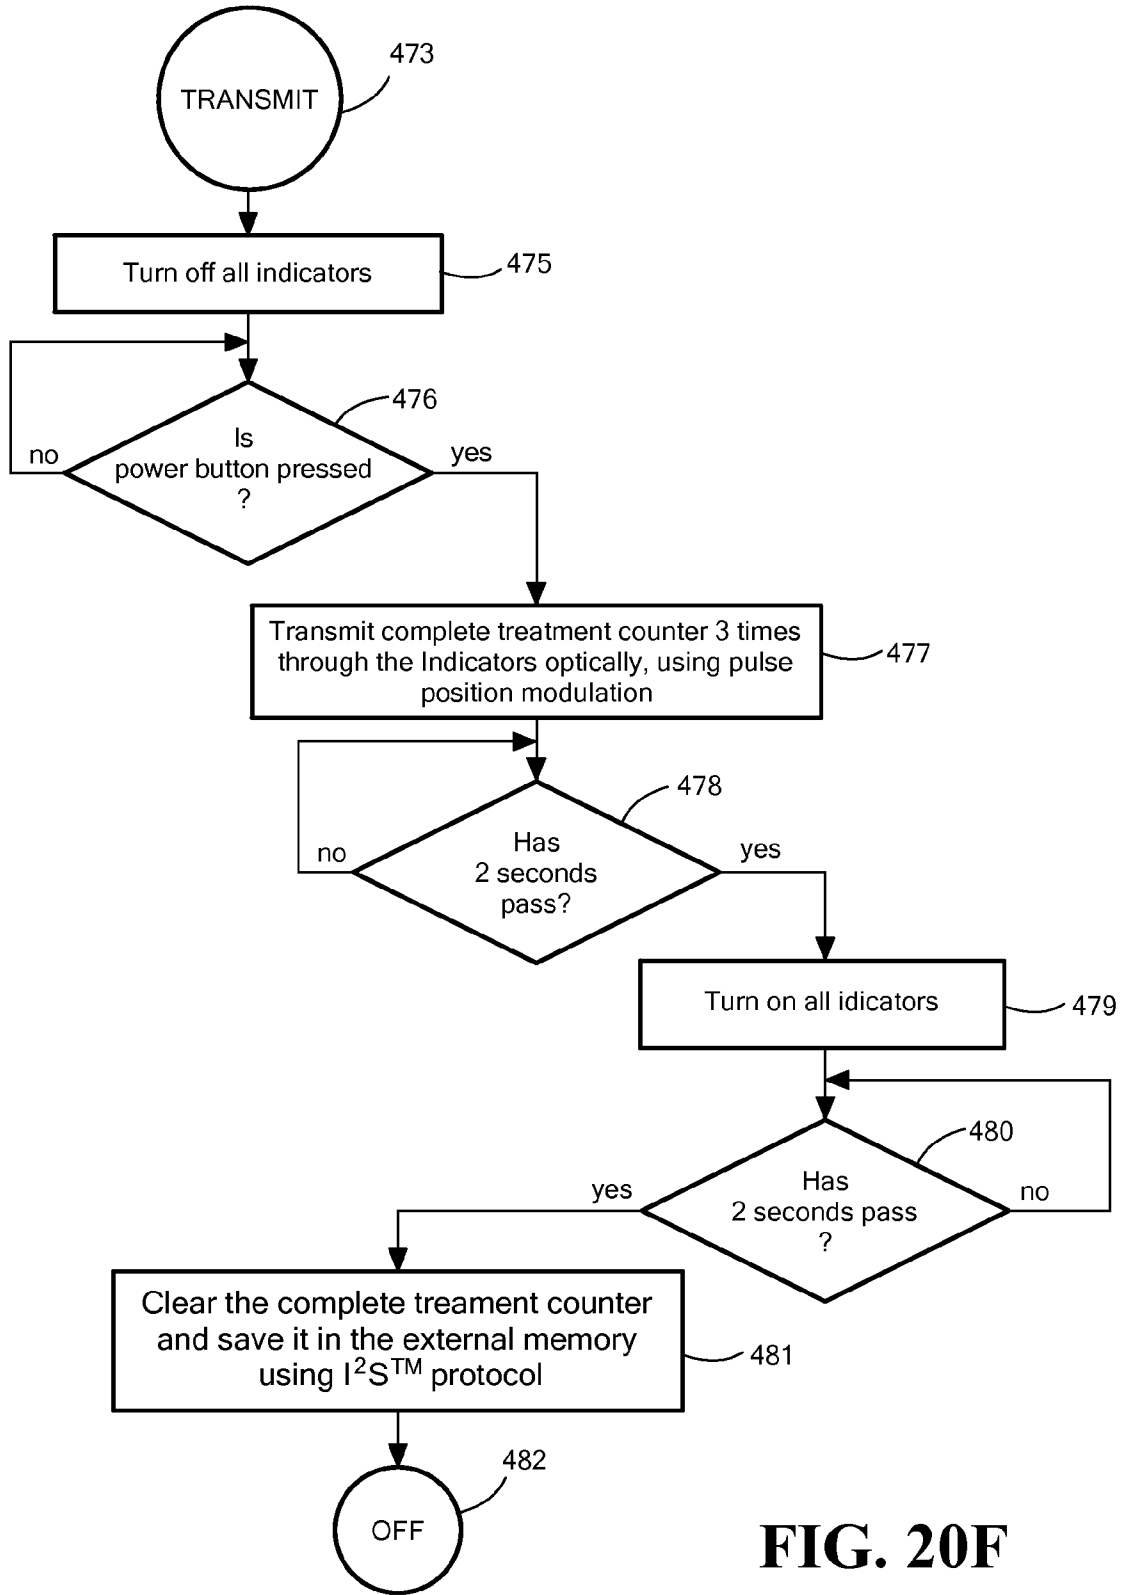 473
TRANSMIT
Turn off all indicators
475
476
Is
power button pressed
?
no
yes
Transmit complete treatment counter 3 times
through the Indicators optically, using pulse
position modulation
477
478
Has
2 seconds
pass?
no
yes
Turn on all idicators
479
480
Has
2 seconds pass
?
yes
no
Clear the complete treament counter
and save it in the external memory
using I²S™ protocol
481
482
OFF
FIG. 20F